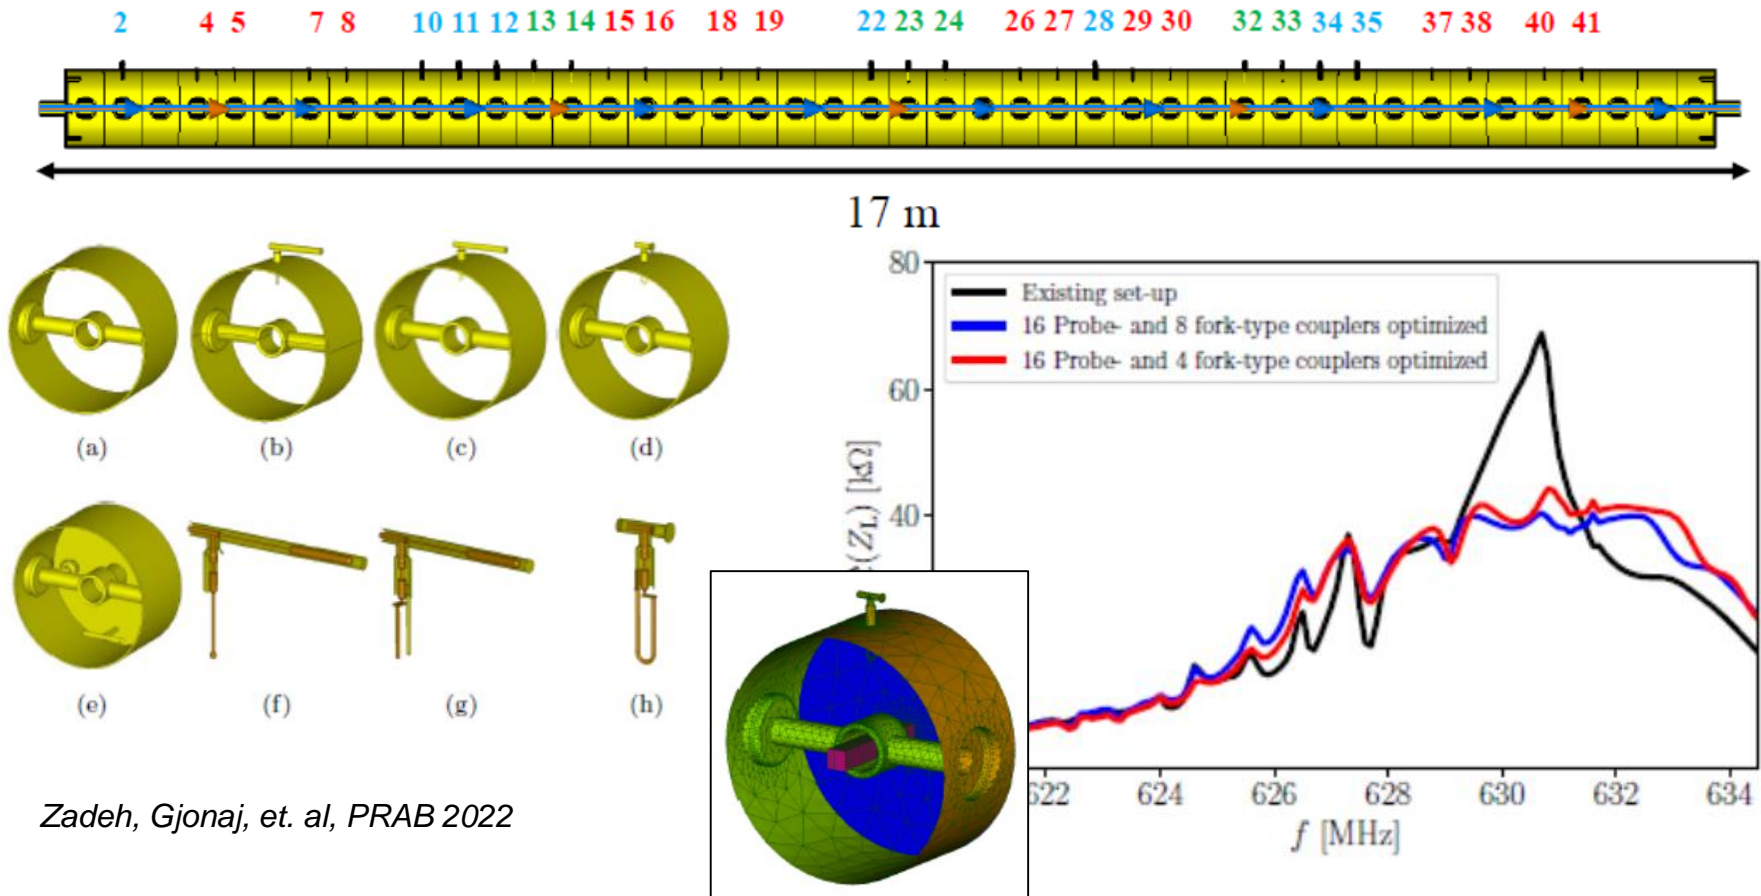 2 4 5 7 8 10 11 12 13 14 15 16 18 19 22 23 24 26 27 28 29 30 32 33 34 35 37 38 40 41
17 m
(a) (b) (c) (d)
(e) (f) (g) (h)
80
60
40
(Z_L) [kΩ]
Existing set-up
16 Probe- and 8 fork-type couplers optimized
16 Probe- and 4 fork-type couplers optimized
622 624 626 628 630 632 634
f [MHz]
Zadeh, Gjonaj, et. al, PRAB 2022